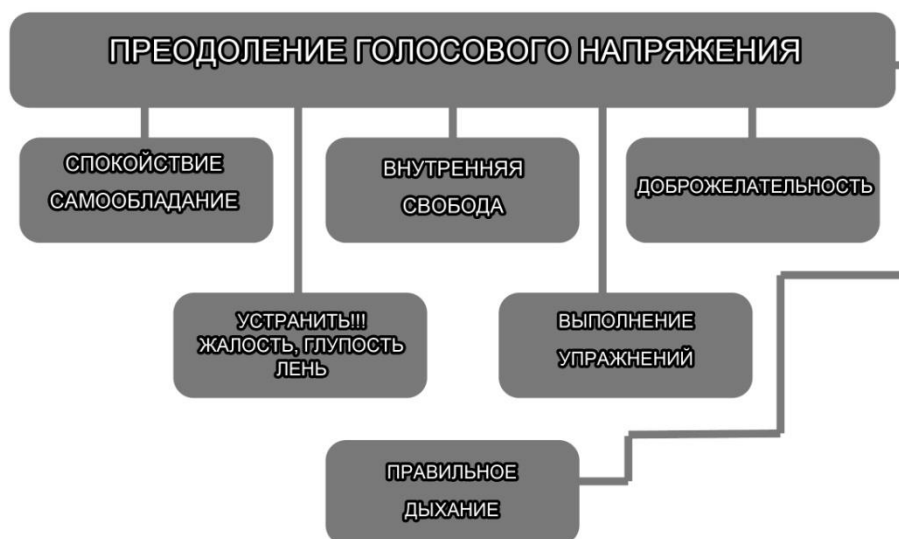 ПРЕОДОЛЕНИЕ ГОЛОСОВОГО НАПРЯЖЕНИЯ
СПОКОЙСТВИЕ
САМООБЛАДАНИЕ
ВНУТРЕННЯЯ
СВОБОДА
ДОБРОЖЕЛАТЕЛЬНОСТЬ
УСТРАНИТЬ!!!
ЖАЛОСТЬ, ГЛУПОСТЬ
ЛЕНЬ
ВЫПОЛНЕНИЕ
УПРАЖНЕНИЙ
ПРАВИЛЬНОЕ
ДЫХАНИЕ